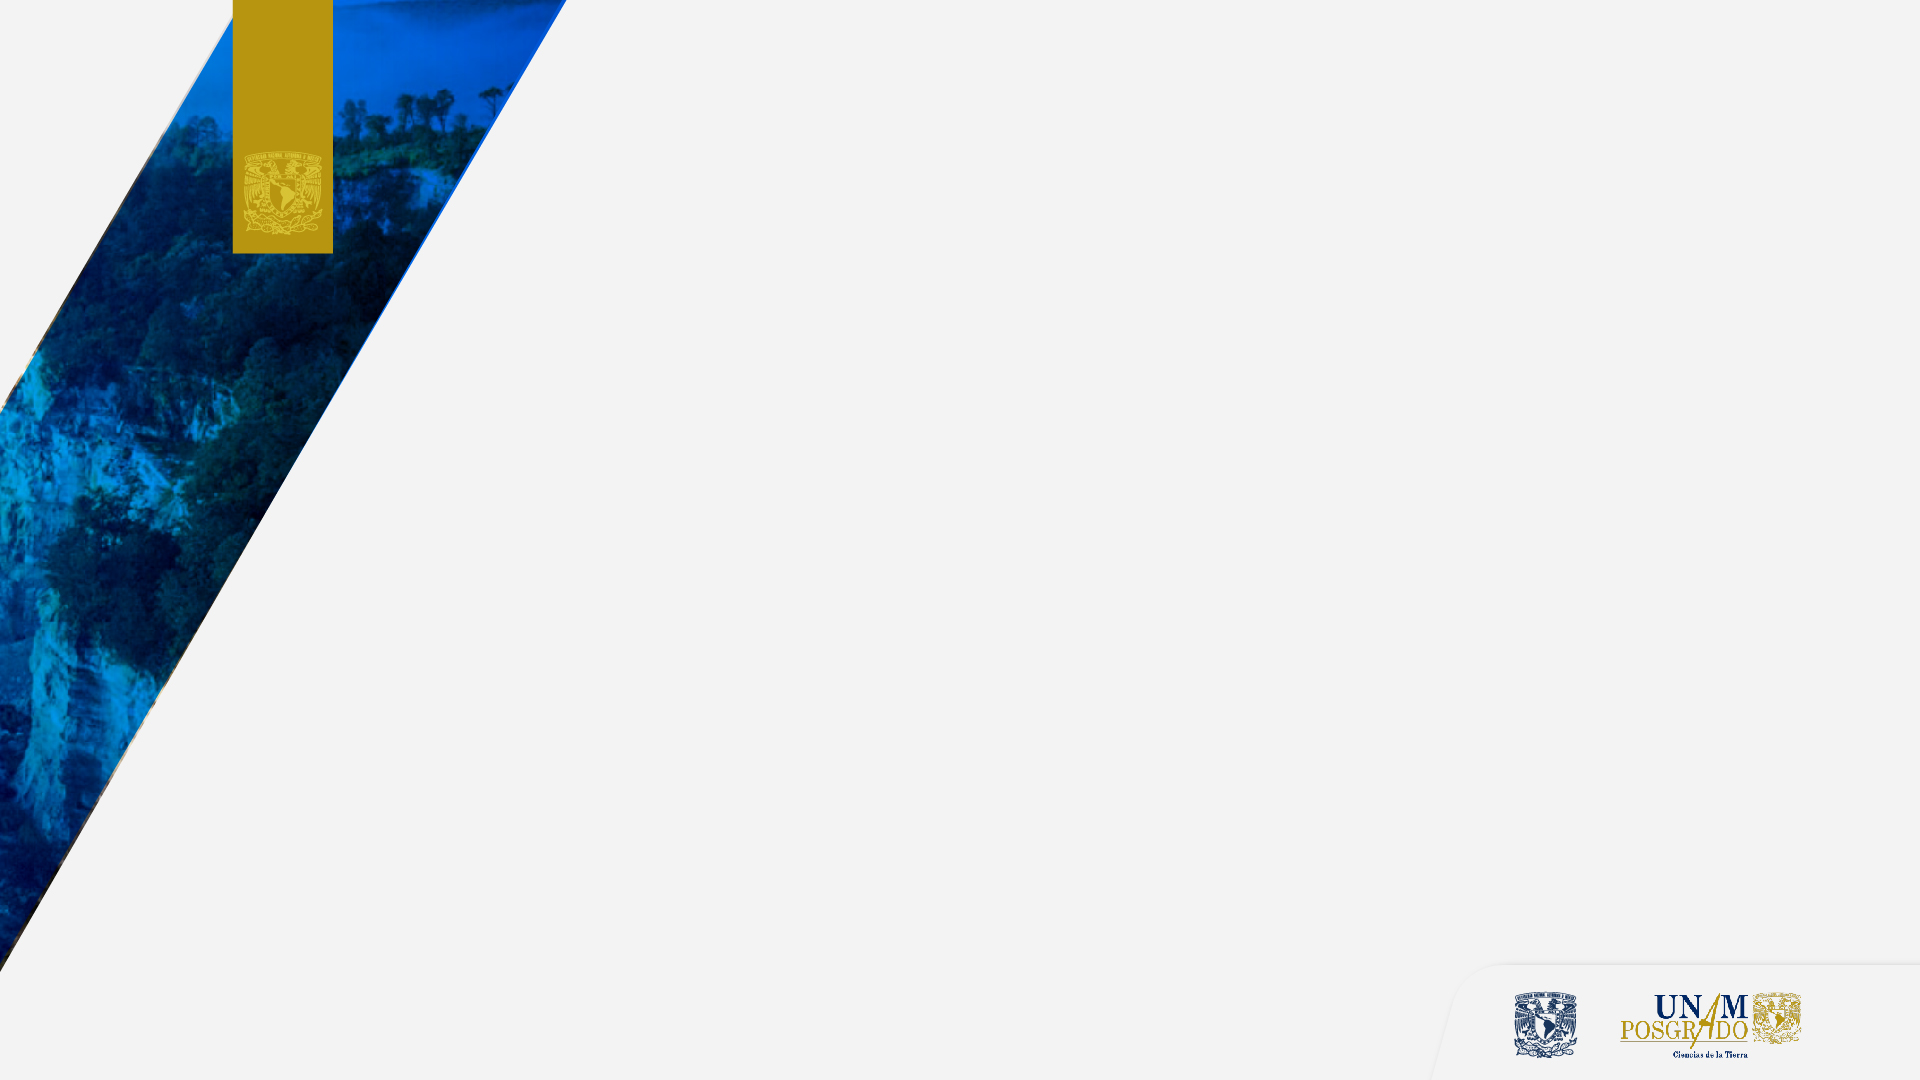 UNAM
POSGRADO
Ciencias de la Tierra